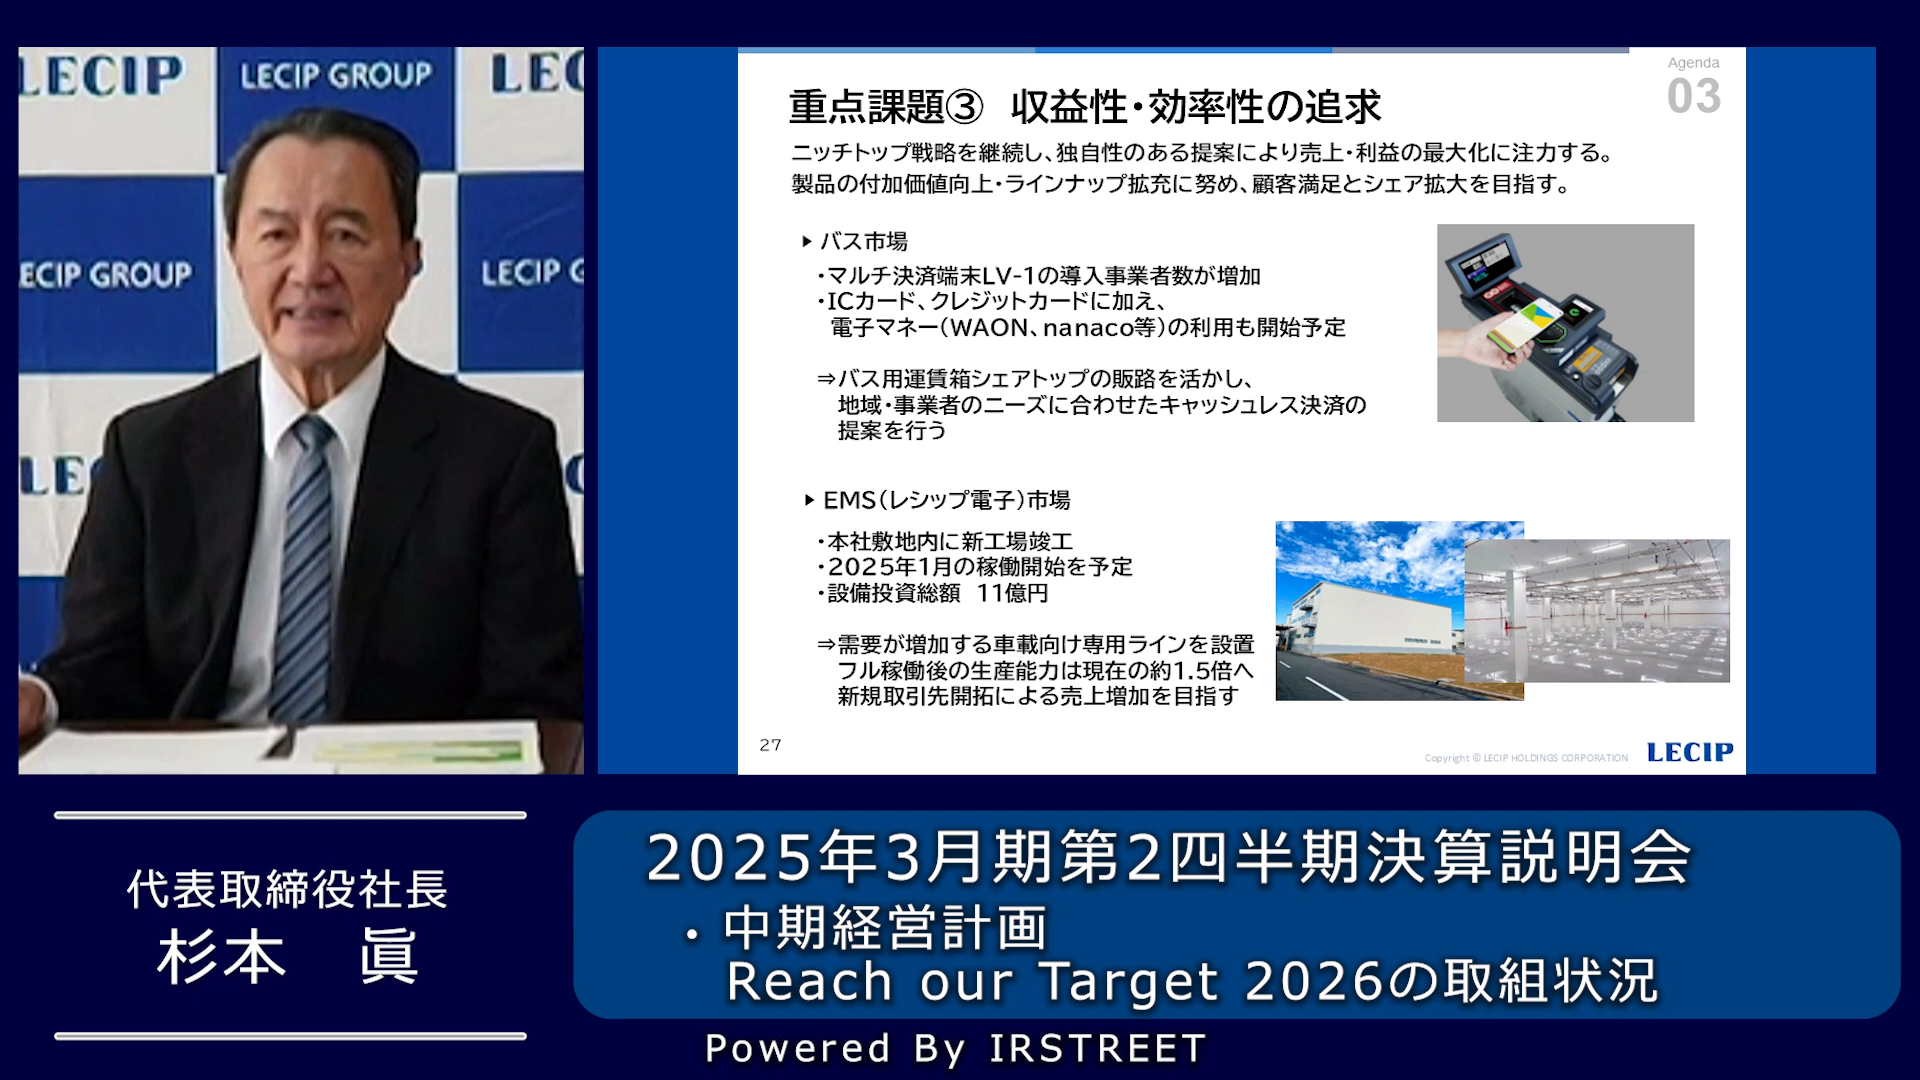 LECIP
LECIP GROUP
LEC
ECIP GROUP
LECIP G
LE
Agenda
03
重点課題③ 収益性・効率性の追求
ニッチトップ戦略を継続し、独自性のある提案により売上・利益の最大化に注力する。
製品の付加価値向上・ラインナップ拡充に努め、顧客満足とシェア拡大を目指す。
バス市場
・マルチ決済端末LV-1の導入事業者数が増加
・ICカード、クレジットカードに加え、
電子マネー(WAON、nanaco等)の利用も開始予定
⇒バス用運賃箱シェアトップの販路を活かし、
地域・事業者のニーズに合わせたキャッシュレス決済の
提案を行う
EMS(レシップ電子)市場
・本社敷地内に新工場竣工
・2025年1月の稼働開始を予定
・設備投資総額 11億円
⇒需要が増加する車載向け専用ラインを設置
フル稼働後の生産能力は現在の約1.5倍へ
新規取引先開拓による売上増加を目指す
27
Copyright © LECIP HOLDINGS CORPORATION
LECIP
代表取締役社長
杉本 眞
2025年3月期第2四半期決算説明会
・中期経営計画
Reach our Target 2026の取組状況
Powered By IRSTREET